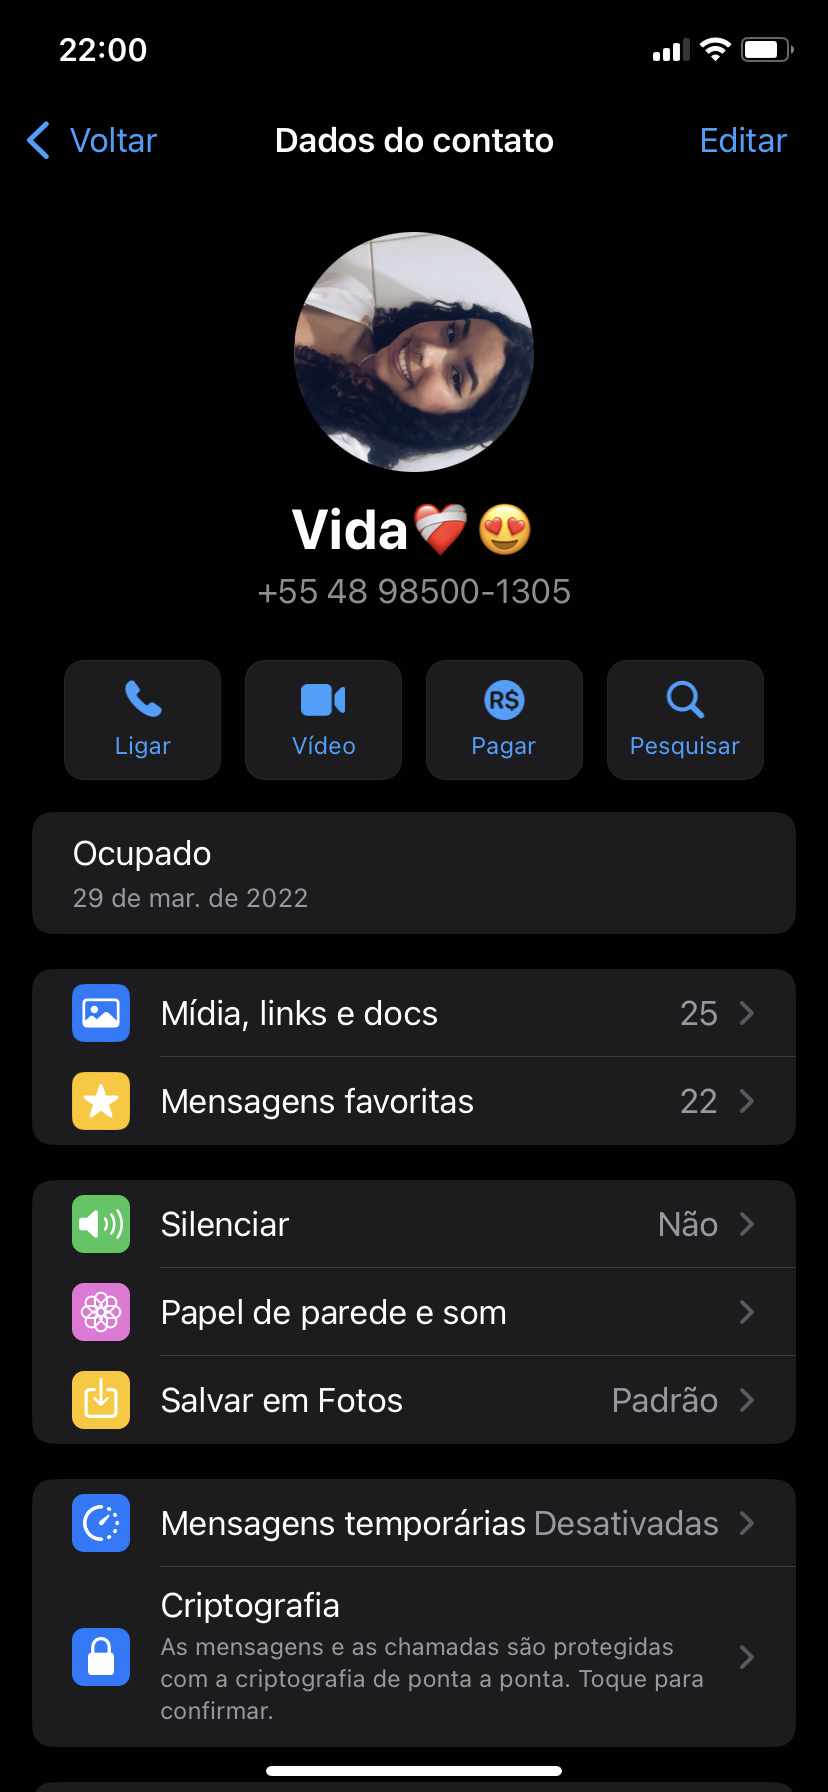 22:00
Voltar
Dados do contato
Editar
Vida❤️‍🩹😍
+55 48 98500-1305
Ligar
Vídeo
R$
Pagar
Pesquisar
Ocupado
29 de mar. de 2022
Mídia, links e docs 25
Mensagens favoritas 22
Silenciar Não
Papel de parede e som
Salvar em Fotos Padrão
Mensagens temporárias Desativadas
Criptografia
As mensagens e as chamadas são protegidas
com a criptografia de ponta a ponta. Toque para
confirmar.